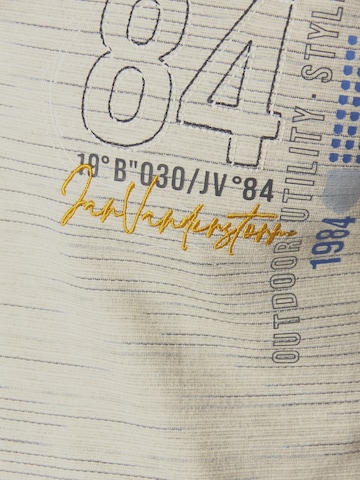 84
10° B"030/JV °84
JanVanderstorm
OUTDOOR UTILITY · STYL
1984